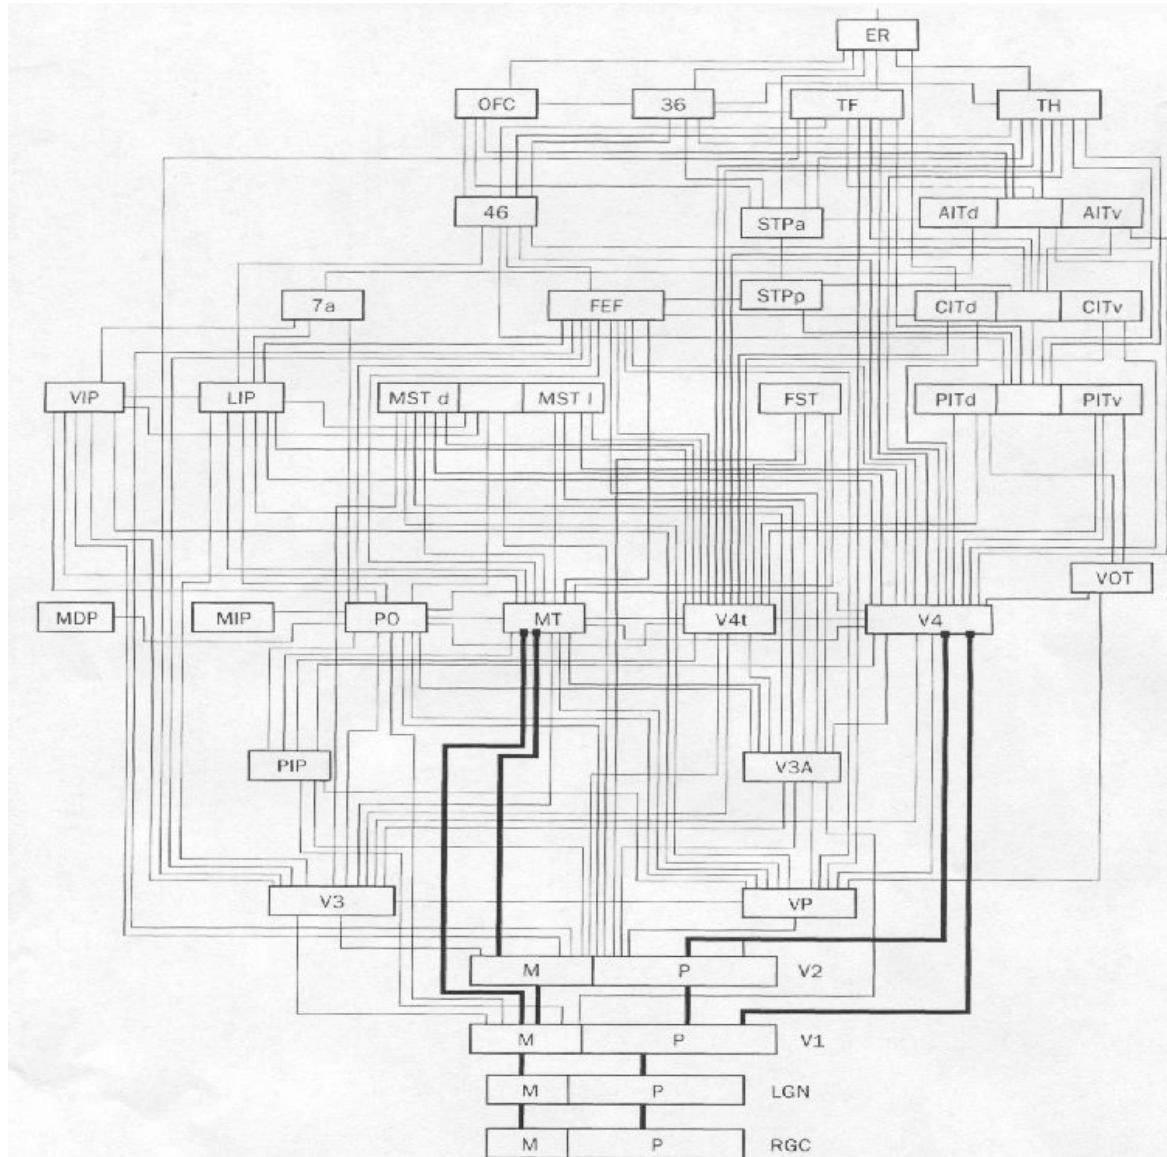 ER
OFC 36 TF TH
46 STPa AITd AITv
7a FEF STPp CITd CITv
VIP LIP MST d MST l FST PITd PITv
VOT
MDP MIP PO MT V4t V4
PIP V3A
V3 VP
M P V2
M P V1
M P LGN
M P RGC